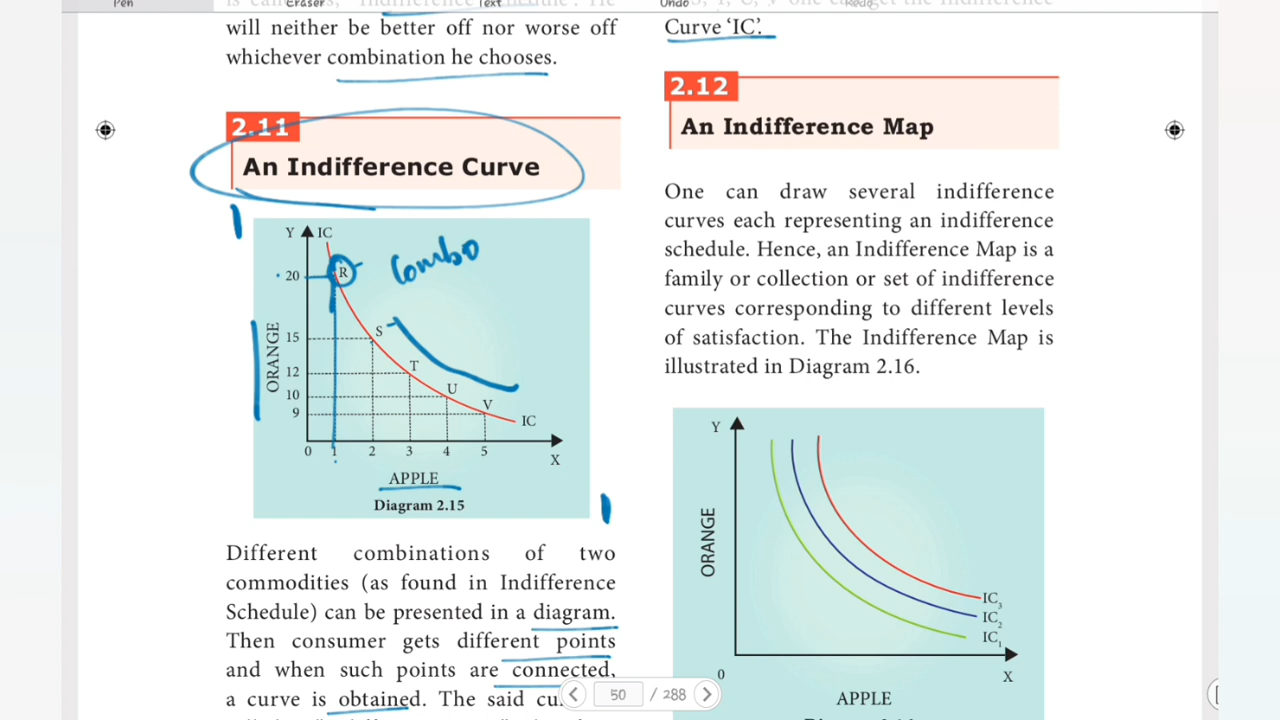 Pen
Eraser
Text
Undo
Redo
will neither be better off nor worse off
whichever combination he chooses.
2.11
An Indifference Curve
Y
IC
20
R
Combo
15
S
12
T
10
U
9
V
IC
ORANGE
0 1 2 3 4 5
X
APPLE
Diagram 2.15
Different combinations of two
commodities (as found in Indifference
Schedule) can be presented in a diagram.
Then consumer gets different points
and when such points are connected,
a curve is obtained. The said
Curve ‘IC’.
2.12
An Indifference Map
One can draw several indifference
curves each representing an indifference
schedule. Hence, an Indifference Map is a
family or collection or set of indifference
curves corresponding to different levels
of satisfaction. The Indifference Map is
illustrated in Diagram 2.16.
Y
ORANGE
IC3
IC2
IC1
0
X
APPLE
50 / 288